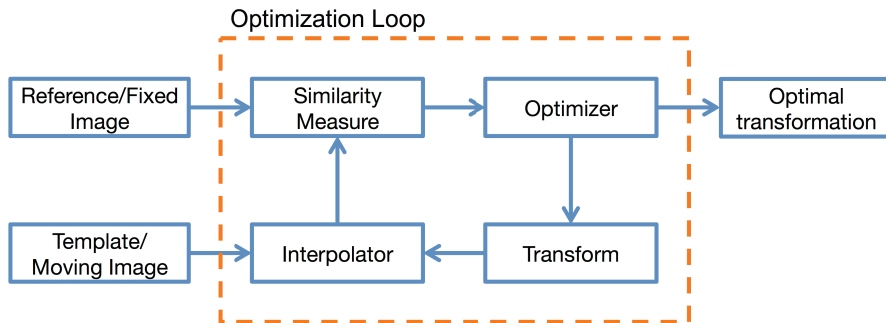 Optimization Loop
Reference/Fixed
Image
Similarity
Measure
Optimizer
Optimal
transformation
Template/
Moving Image
Interpolator
Transform